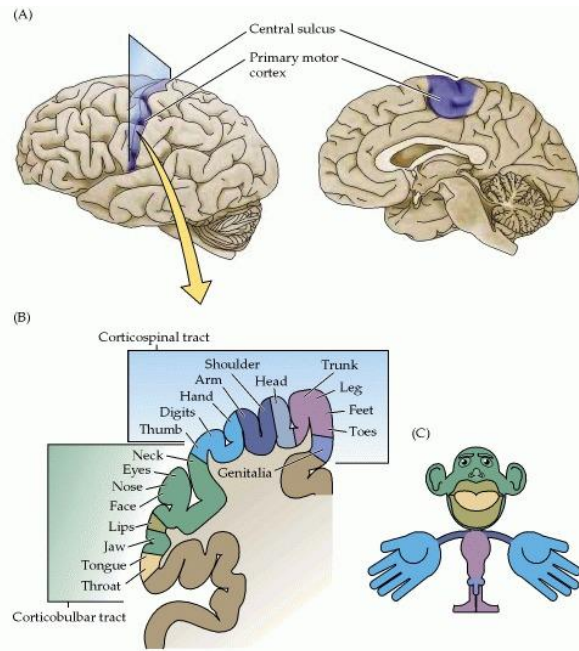 (A)
Central sulcus
Primary motor
cortex
(B)
Corticospinal tract
Shoulder
Arm
Hand
Digits
Thumb
Head
Trunk
Leg
Feet
Toes
Genitalia
Neck
Eyes
Nose
Face
Lips
Jaw
Tongue
Throat
Corticobulbar tract
(C)